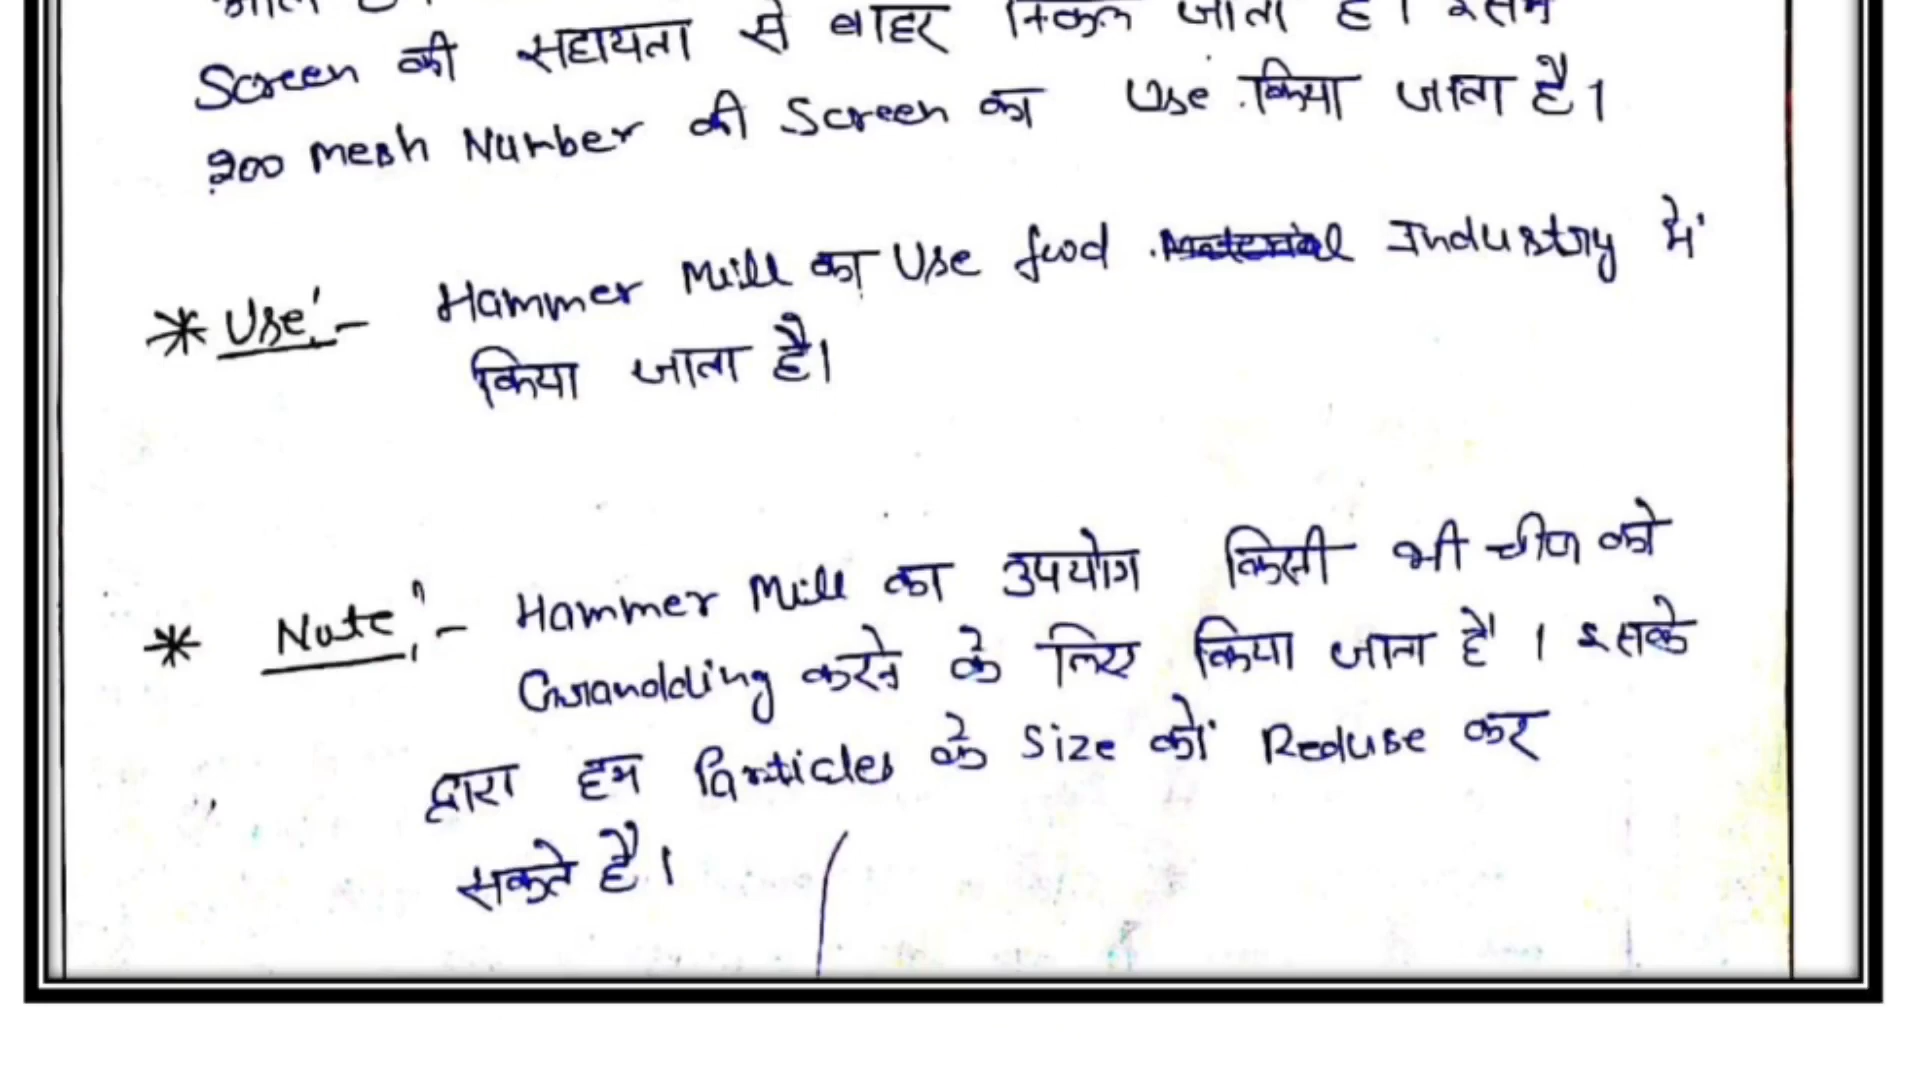 Screen की सहायता से बाहर निकल जाता है। इसमें
200 mesh Number की Screen का Use किया जाता है।
* Use:- Hammer Mill का Use food Industry में
किया जाता है।
* Note:- Hammer Mill का उपयोग किसी भी चीज को
Grandding करने के लिए किया जाता है। इसके
द्वारा हम Particles के Size को Reduse कर
सकते है।